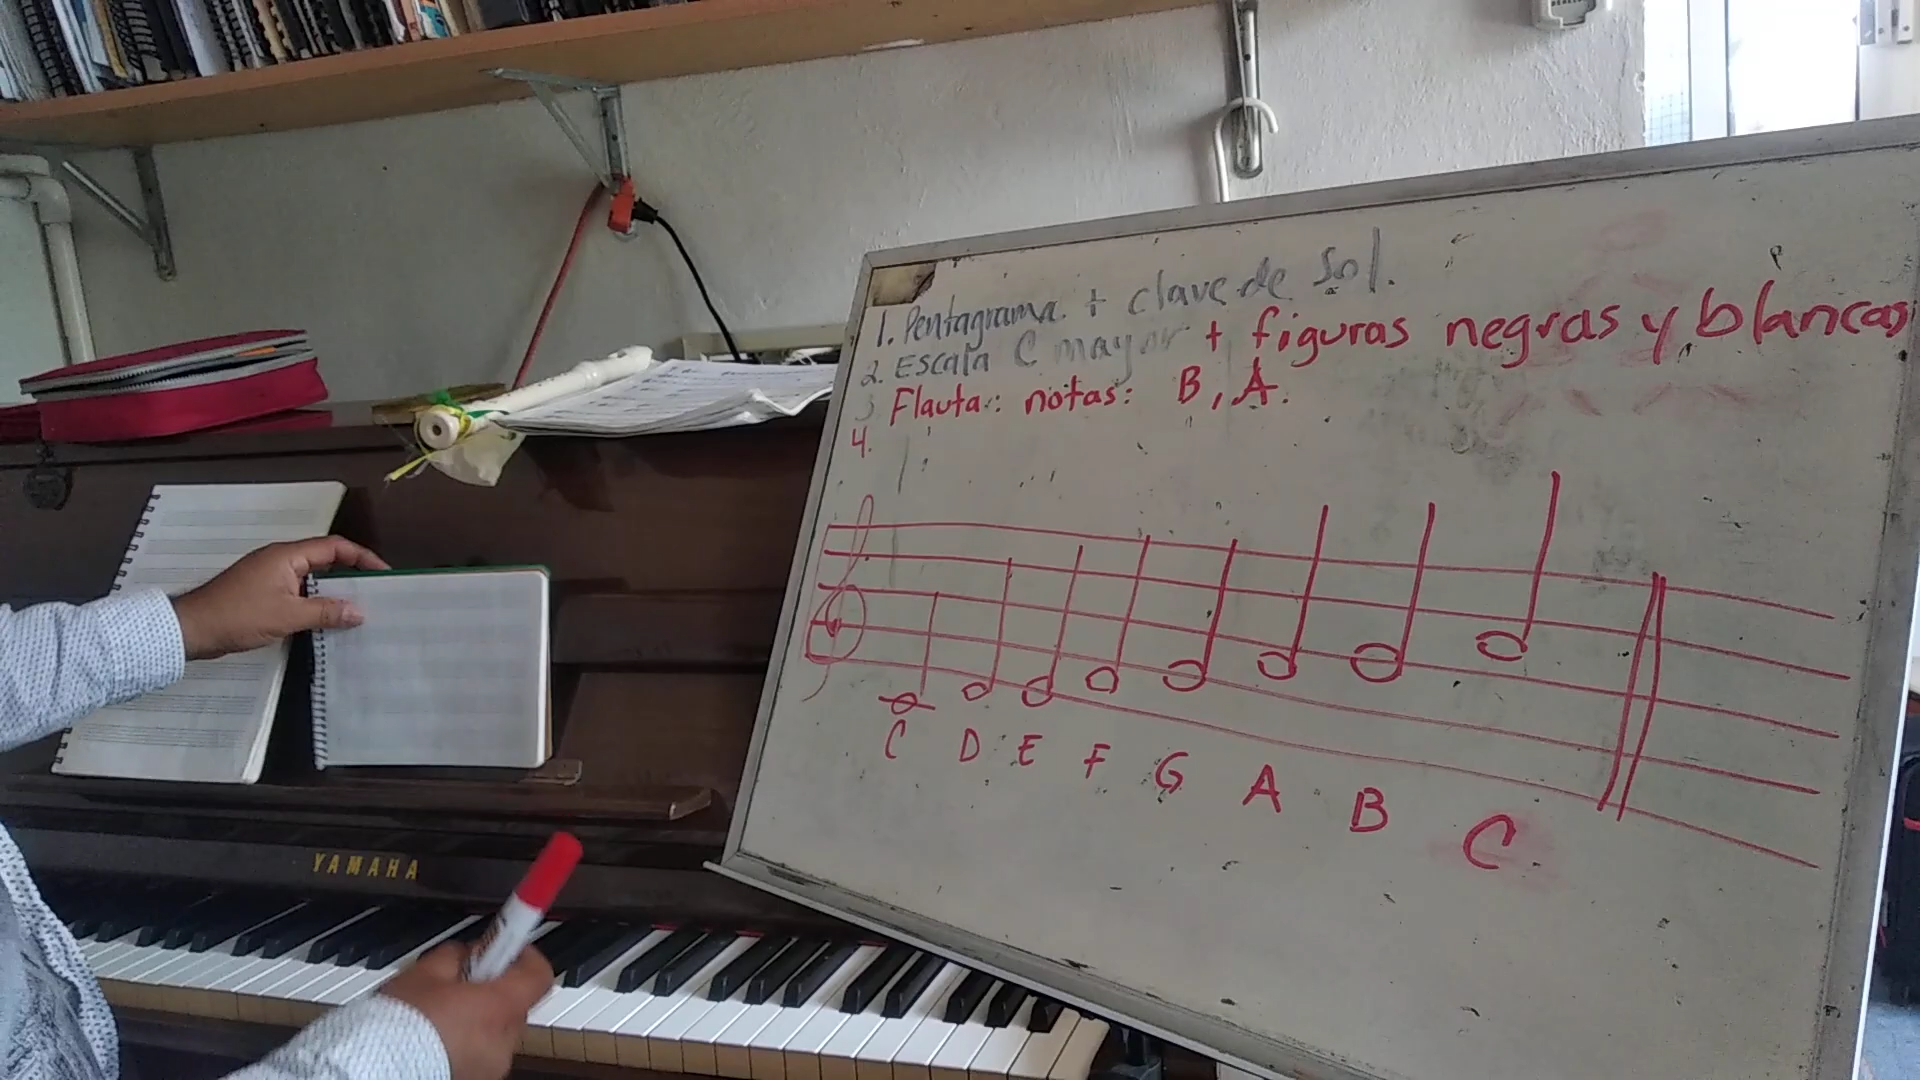 1. Pentagrama + clave de Sol.
2. Escala C mayor + figuras negras y blancas
3 Flauta: notas: B, A.
4.
C D E F G A B C
YAMAHA